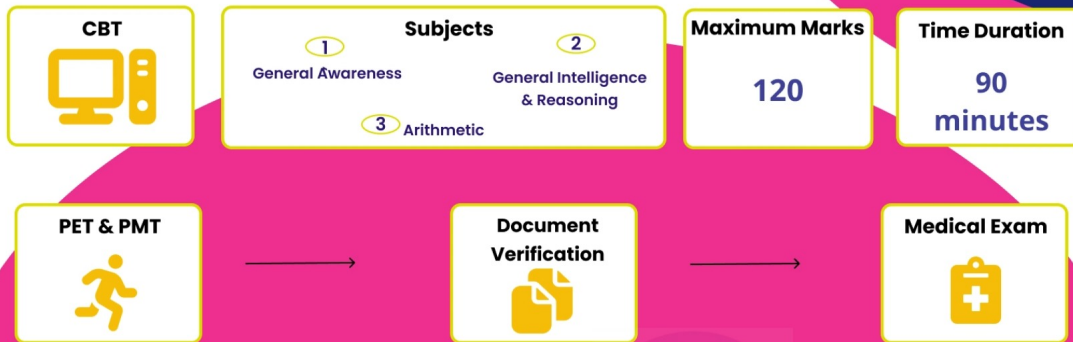 CBT
Subjects
1
General Awareness
2
General Intelligence
& Reasoning
3 Arithmetic
Maximum Marks
120
Time Duration
90
minutes
PET & PMT
Document
Verification
Medical Exam